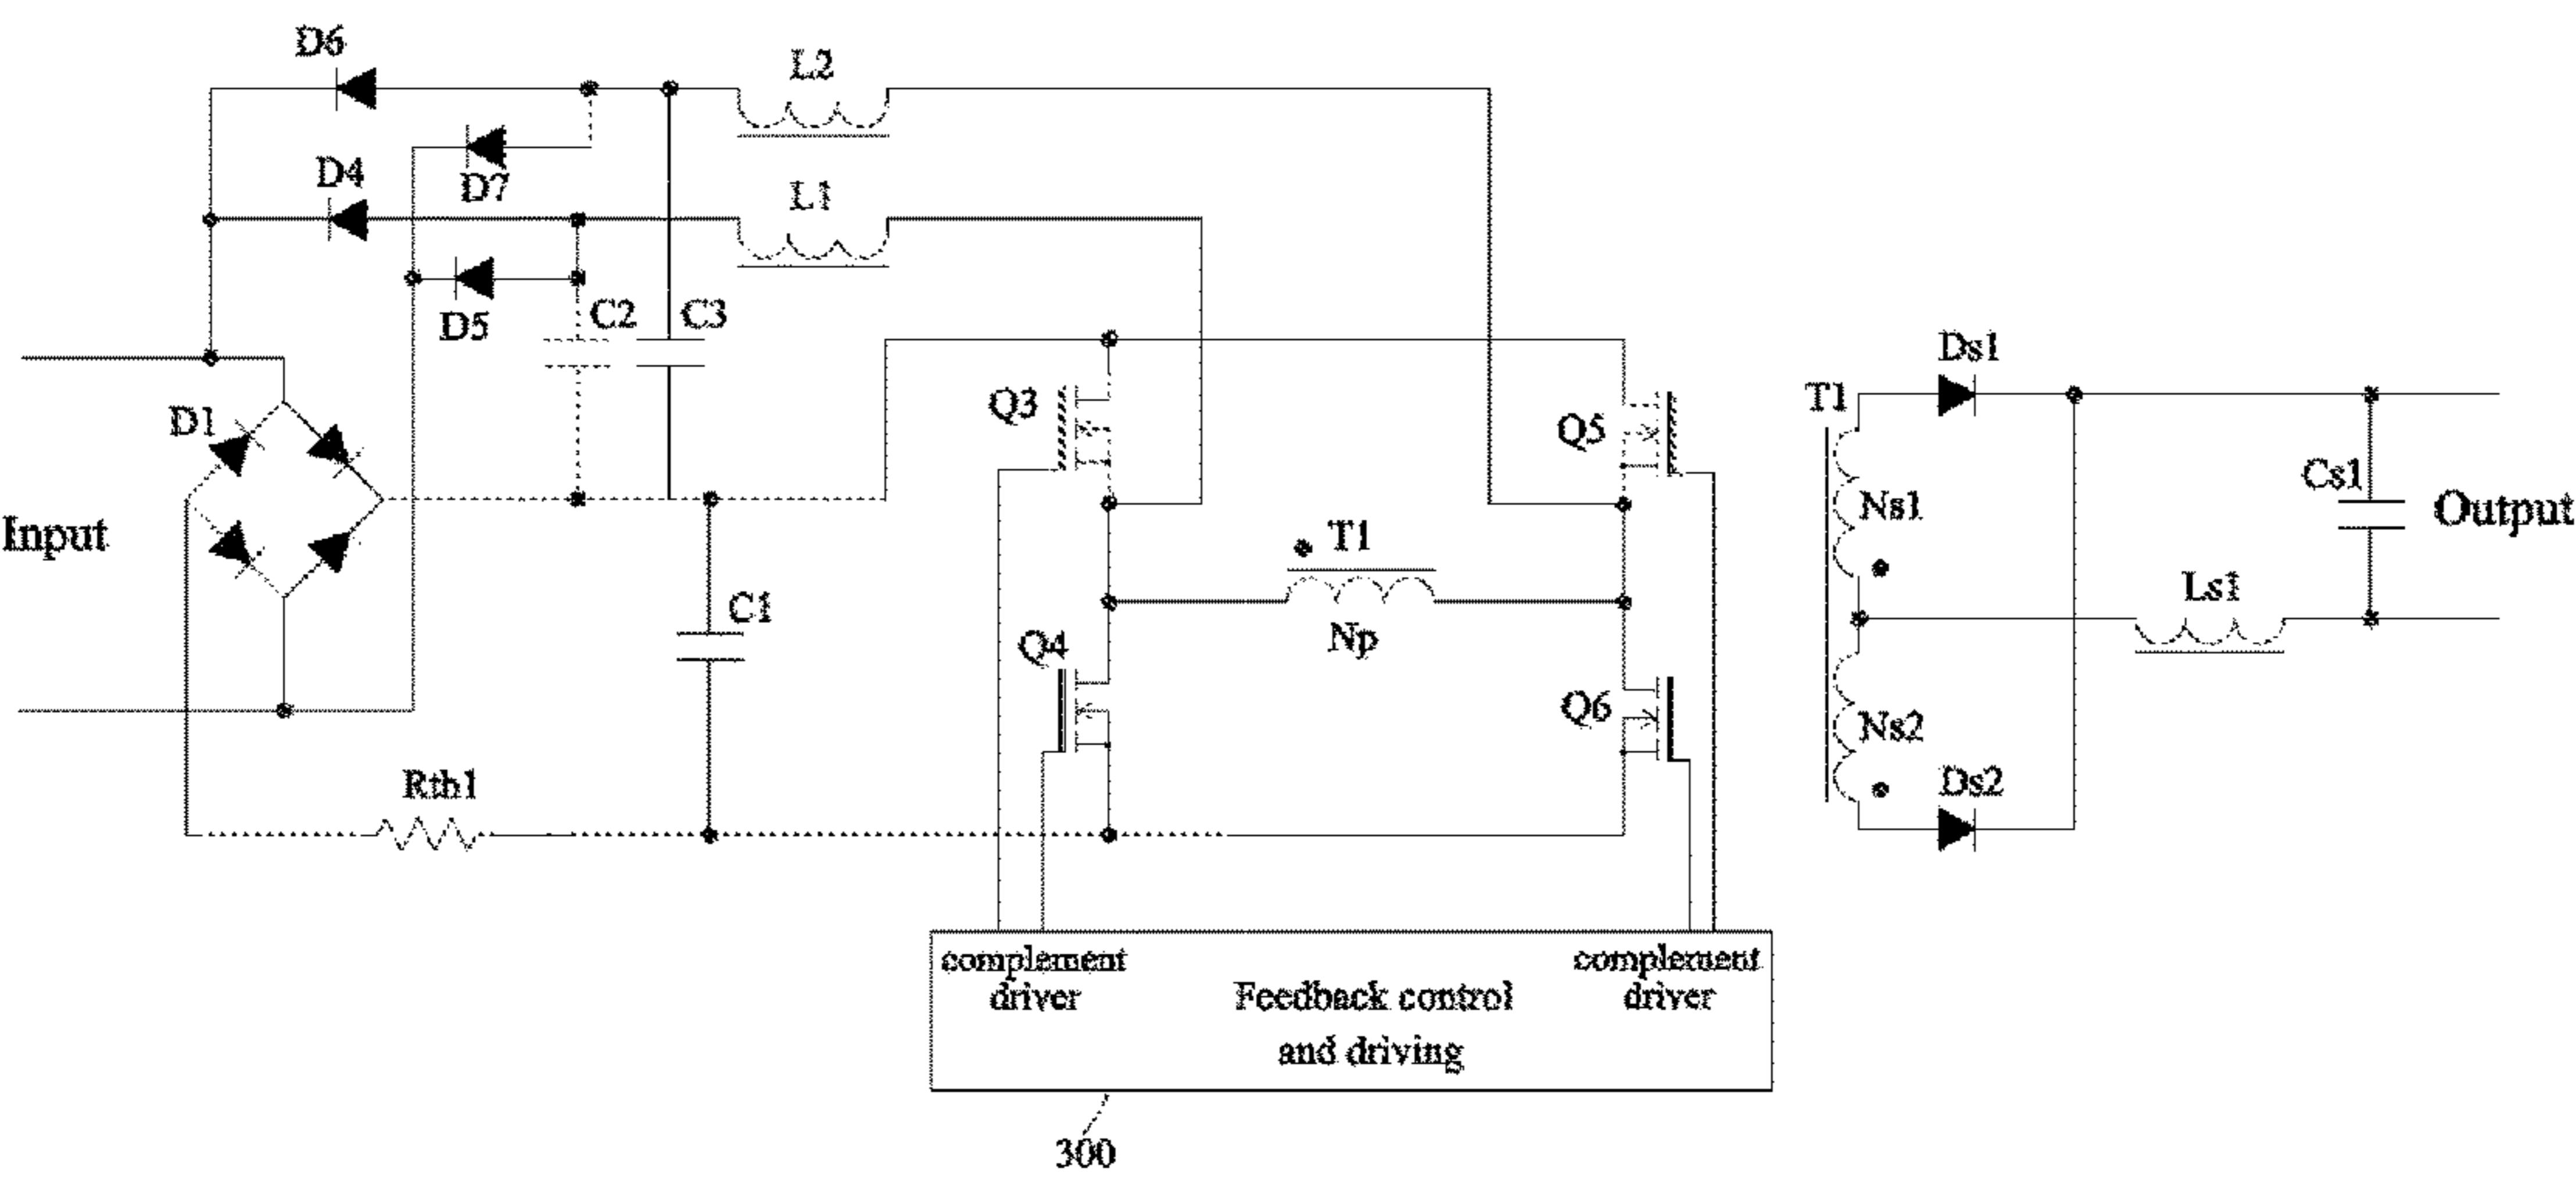 D6
L2
D4
D7
L1
D5
C2
C3
D1
Q3
Q5
Ds1
T1
Ns1
Cs1
Input
Output
T1
C1
Np
Q4
Q6
Ls1
Ns2
Rth1
Ds2
complement
driver
Feedback control
and driving
complement
driver
300